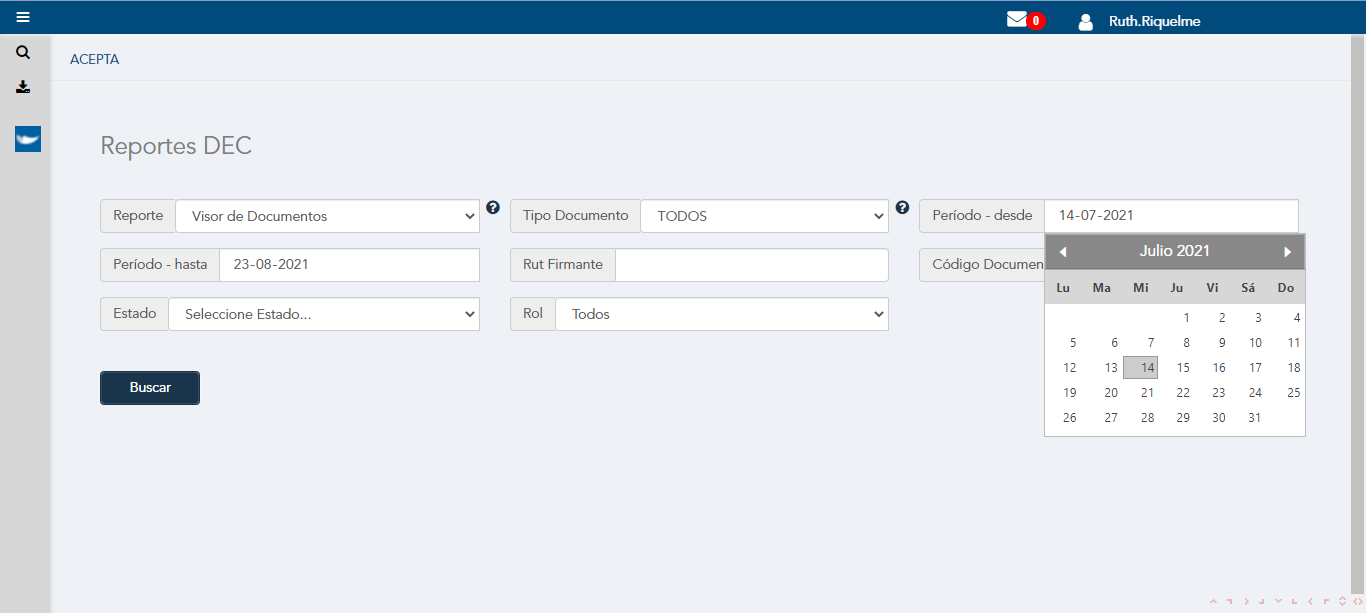 0
Ruth.Riquelme
ACEPTA
Reportes DEC
Reporte Visor de Documentos Tipo Documento TODOS Período - desde 14-07-2021
Período - hasta 23-08-2021 Rut Firmante Código Documen
Estado Seleccione Estado... Rol Todos
Buscar
Julio 2021
Lu Ma Mi Ju Vi Sá Do
1 2 3 4
5 6 7 8 9 10 11
12 13 14 15 16 17 18
19 20 21 22 23 24 25
26 27 28 29 30 31